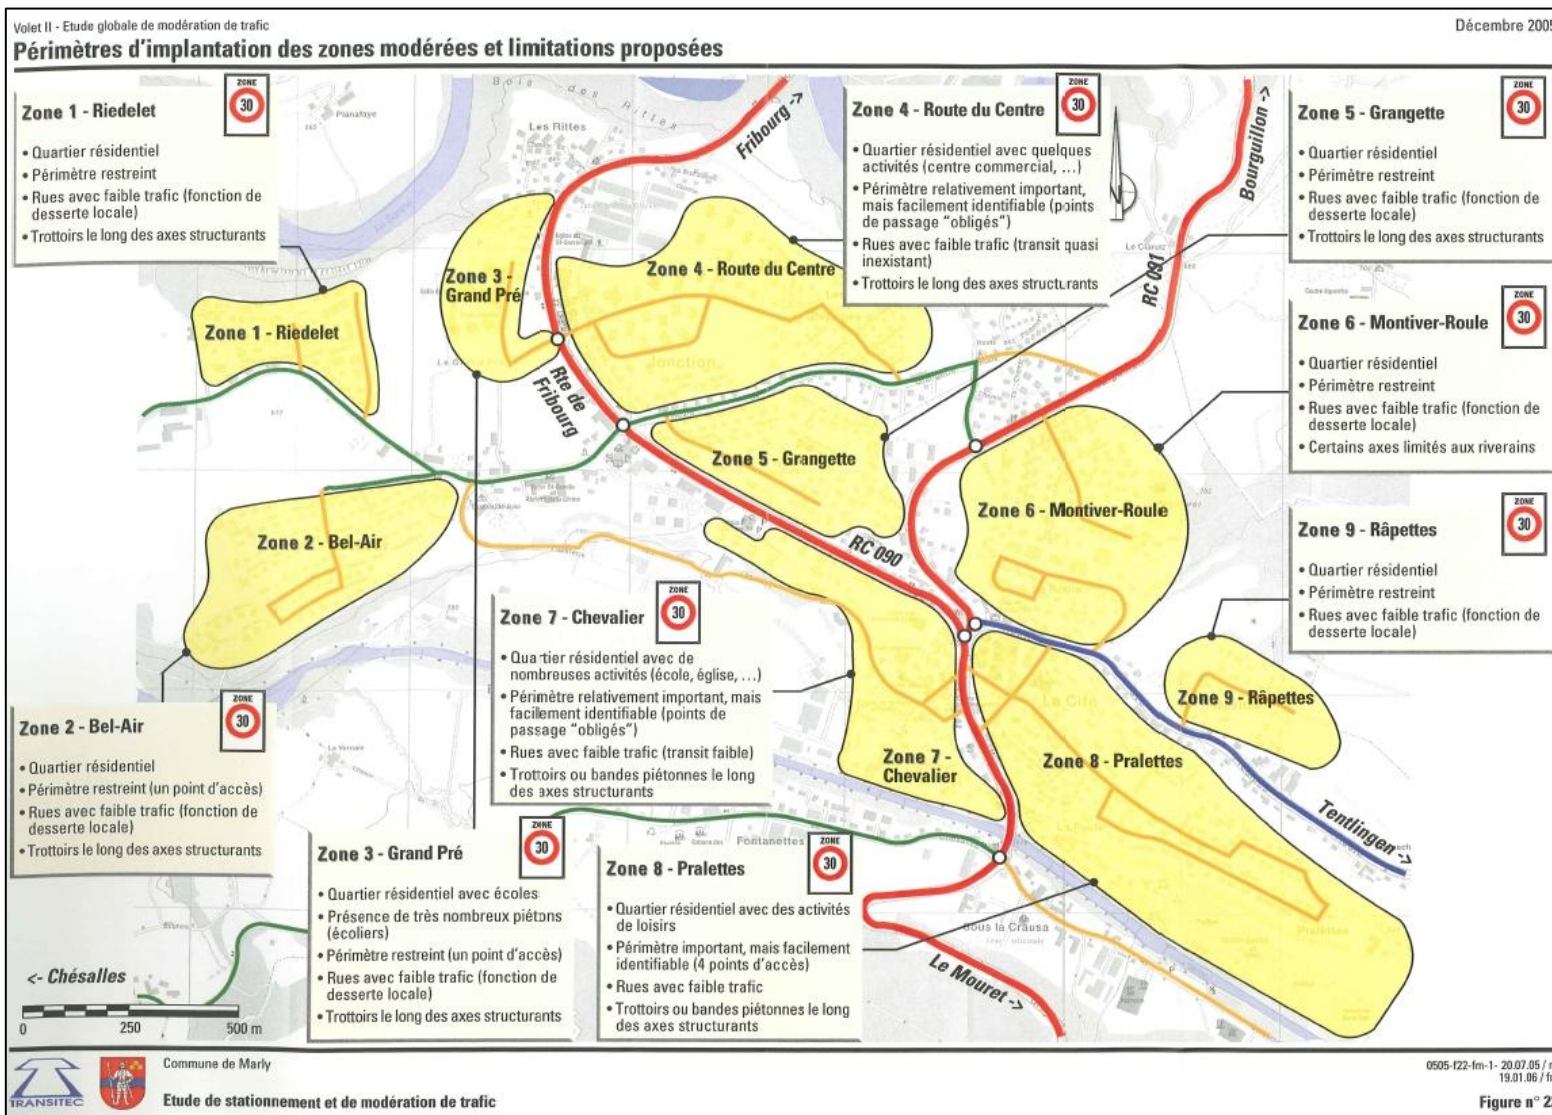 Volet II - Etude globale de modération de trafic
Décembre 2005
Périmètres d'implantation des zones modérées et limitations proposées
Zone 1 - Riedelet
ZONE
30
• Quartier résidentiel
• Périmètre restreint
• Rues avec faible trafic (fonction de
desserte locale)
• Trottoirs le long des axes structurants
Planafaye
Bois des Rittes
Les Rittes
Fribourg ->
Zone 4 - Route du Centre
ZONE
30
• Quartier résidentiel avec quelques
activités (centre commercial, ...)
• Périmètre relativement important,
mais facilement identifiable (points
de passage "obligés")
• Rues avec faible trafic (transit quasi
inexistant)
• Trottoirs le long des axes structurants
Bourguillon ->
RC 091
Zone 5 - Grangette
ZONE
30
• Quartier résidentiel
• Périmètre restreint
• Rues avec faible trafic (fonction de
desserte locale)
• Trottoirs le long des axes structurants
Zone 3 -
Grand Pré
Zone 4 - Route du Centre
Zone 1 - Riedelet
Jonction
Rte de
Fribourg
Zone 6 - Montiver-Roule
ZONE
30
• Quartier résidentiel
• Périmètre restreint
• Rues avec faible trafic (fonction de
desserte locale)
• Certains axes limités aux riverains
Zone 5 - Grangette
Zone 6 - Montiver-Roule
Zone 2 - Bel-Air
RC 090
Zone 9 - Râpettes
ZONE
30
• Quartier résidentiel
• Périmètre restreint
• Rues avec faible trafic (fonction de
desserte locale)
Zone 7 - Chevalier
ZONE
30
• Quartier résidentiel avec de
nombreuses activités (école, église, ...)
• Périmètre relativement important, mais
facilement identifiable (points de
passage "obligés")
• Rues avec faible trafic (transit faible)
• Trottoirs ou bandes piétonnes le long
des axes structurants
Zone 9 - Râpettes
La Cité
Zone 7 -
Chevalier
Zone 8 - Pralettes
Tentlingen ->
Zone 2 - Bel-Air
ZONE
30
• Quartier résidentiel
• Périmètre restreint (un point d'accès)
• Rues avec faible trafic (fonction de
desserte locale)
• Trottoirs le long des axes structurants
Fontanettes
Zone 3 - Grand Pré
ZONE
30
• Quartier résidentiel avec écoles
• Présence de très nombreux piétons
(écoliers)
• Périmètre restreint (un point d'accès)
• Rues avec faible trafic (fonction de
desserte locale)
• Trottoirs le long des axes structurants
Zone 8 - Pralettes
ZONE
30
• Quartier résidentiel avec des activités
de loisirs
• Périmètre important, mais facilement
identifiable (4 points d'accès)
• Rues avec faible trafic
• Trottoirs ou bandes piétonnes le long
des axes structurants
Sous la Crausa
Pralettes
Le Mouret ->
<- Chésalles
0 250 500 m
TRANSITEC
Commune de Marly
Etude de stationnement et de modération de trafic
0505-f22-fm-1- 20.07.05 /
19.01.06 /
Figure n° 2